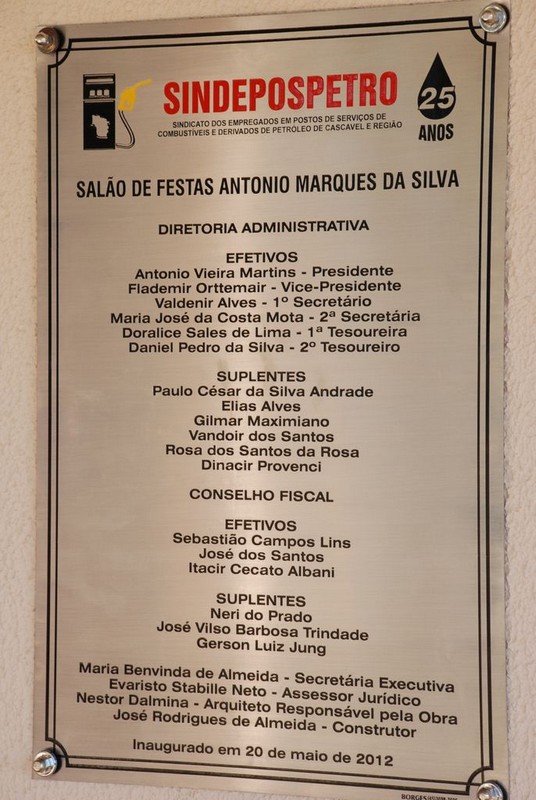 SINDEPOSPETRO
SINDICATO DOS EMPREGADOS EM POSTOS DE SERVIÇOS DE
COMBUSTÍVEIS E DERIVADOS DE PETRÓLEO DE CASCAVEL E REGIÃO
25
ANOS
SALÃO DE FESTAS ANTONIO MARQUES DA SILVA
DIRETORIA ADMINISTRATIVA
EFETIVOS
Antonio Vieira Martins - Presidente
Flademir Orttemair - Vice-Presidente
Valdenir Alves - 1º Secretário
Maria José da Costa Mota - 2ª Secretária
Doralice Sales de Lima - 1ª Tesoureira
Daniel Pedro da Silva - 2º Tesoureiro
SUPLENTES
Paulo César da Silva Andrade
Elias Alves
Gilmar Maximiano
Vandoir dos Santos
Rosa dos Santos da Rosa
Dinacir Provenci
CONSELHO FISCAL
EFETIVOS
Sebastião Campos Lins
José dos Santos
Itacir Cecato Albani
SUPLENTES
Neri do Prado
José Vilso Barbosa Trindade
Gerson Luiz Jung
Maria Benvinda de Almeida - Secretária Executiva
Evaristo Stabille Neto - Assessor Jurídico
Nestor Dalmina - Arquiteto Responsável pela Obra
José Rodrigues de Almeida - Construtor
Inaugurado em 20 de maio de 2012